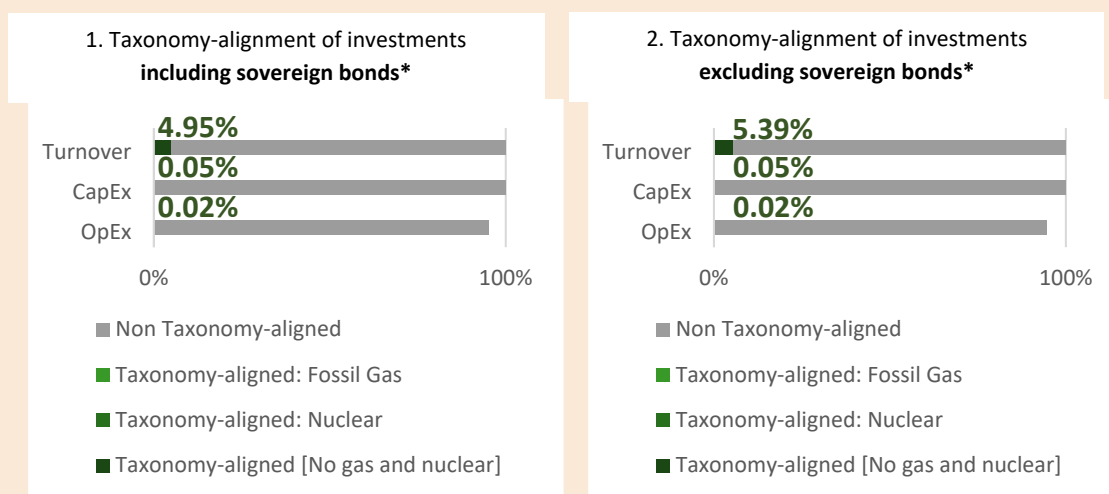 1. Taxonomy-alignment of investments
including sovereign bonds*
4.95%
Turnover
0.05%
CapEx
0.02%
OpEx
0%
100%
Non Taxonomy-aligned
Taxonomy-aligned: Fossil Gas
Taxonomy-aligned: Nuclear
Taxonomy-aligned [No gas and nuclear]
2. Taxonomy-alignment of investments
excluding sovereign bonds*
5.39%
Turnover
0.05%
CapEx
0.02%
OpEx
0%
100%
Non Taxonomy-aligned
Taxonomy-aligned: Fossil Gas
Taxonomy-aligned: Nuclear
Taxonomy-aligned [No gas and nuclear]